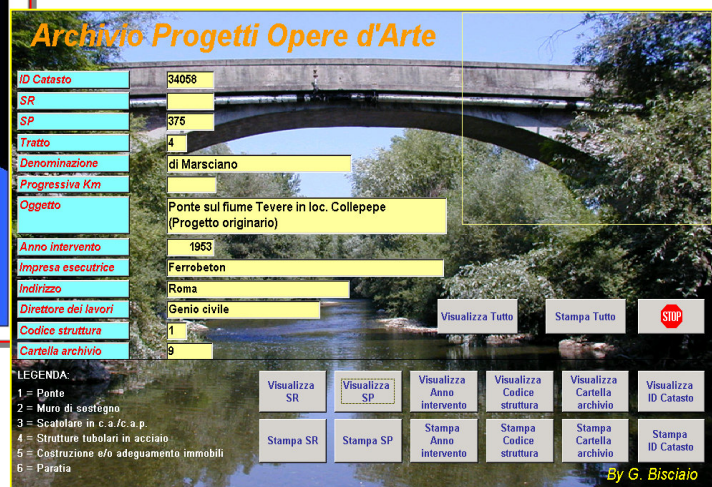 Archivio Progetti Opere d'Arte
ID Catasto 34058
SR
SP 375
Tratto 4
Denominazione di Marsciano
Progressiva Km
Oggetto Ponte sul fiume Tevere in loc. Collepepe
(Progetto originario)
Anno intervento 1953
Impresa esecutrice Ferrobeton
Indirizzo Roma
Direttore dei lavori Genio civile
Codice struttura 1
Cartella archivio 9
Visualizza Tutto
Stampa Tutto
STOP
LEGENDA:
1 = Ponte
2 = Muro di sostegno
3 = Scatolare in c.a./c.a.p.
4 = Strutture tubolari in acciaio
5 = Costruzione e/o adeguamento immobili
6 = Paratia
Visualizza
SR
Visualizza
SP
Visualizza
Anno
intervento
Visualizza
Codice
struttura
Visualizza
Cartella
archivio
Visualizza
ID Catasto
Stampa SR
Stampa SP
Stampa
Anno
intervento
Stampa
Codice
struttura
Stampa
Cartella
archivio
Stampa
ID Catasto
By G. Bisciaio